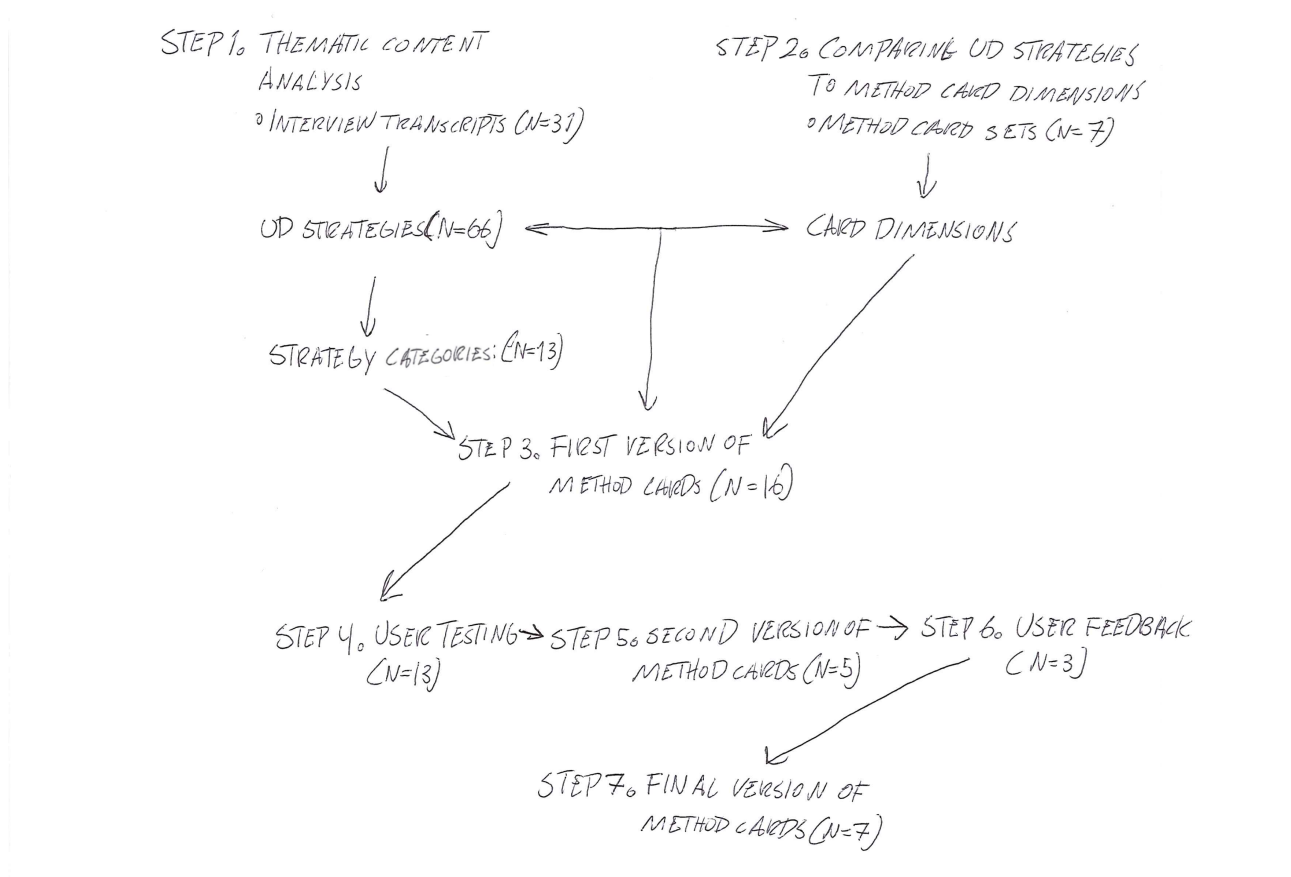 STEP 1. THEMATIC CONTENT
ANALYSIS
• INTERVIEW TRANSCRIPTS (N=31)
STEP 2. COMPARING UD STRATEGIES
TO METHOD CARD DIMENSIONS
• METHOD CARD SETS (N=7)
UD STRATEGIES (N=66)
CARD DIMENSIONS
STRATEGY CATEGORIES: (N=13)
STEP 3. FIRST VERSION OF
METHOD CARDS (N=16)
STEP 4. USER TESTING
(N=13)
STEP 5. SECOND VERSION OF
METHOD CARDS (N=5)
STEP 6. USER FEEDBACK
(N=3)
STEP 7. FINAL VERSION OF
METHOD CARDS (N=7)